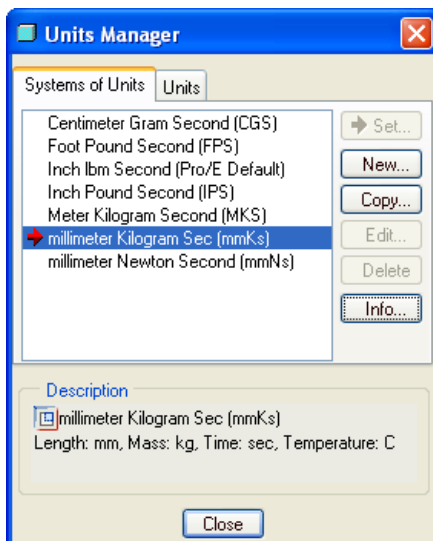 Units Manager
Systems of Units
Units
Centimeter Gram Second (CGS)
Foot Pound Second (FPS)
Inch lbm Second (Pro/E Default)
Inch Pound Second (IPS)
Meter Kilogram Second (MKS)
millimeter Kilogram Sec (mmKs)
millimeter Newton Second (mmNs)
Set...
New...
Copy...
Edit...
Delete
Info...
Description
millimeter Kilogram Sec (mmKs)
Length: mm, Mass: kg, Time: sec, Temperature: C
Close